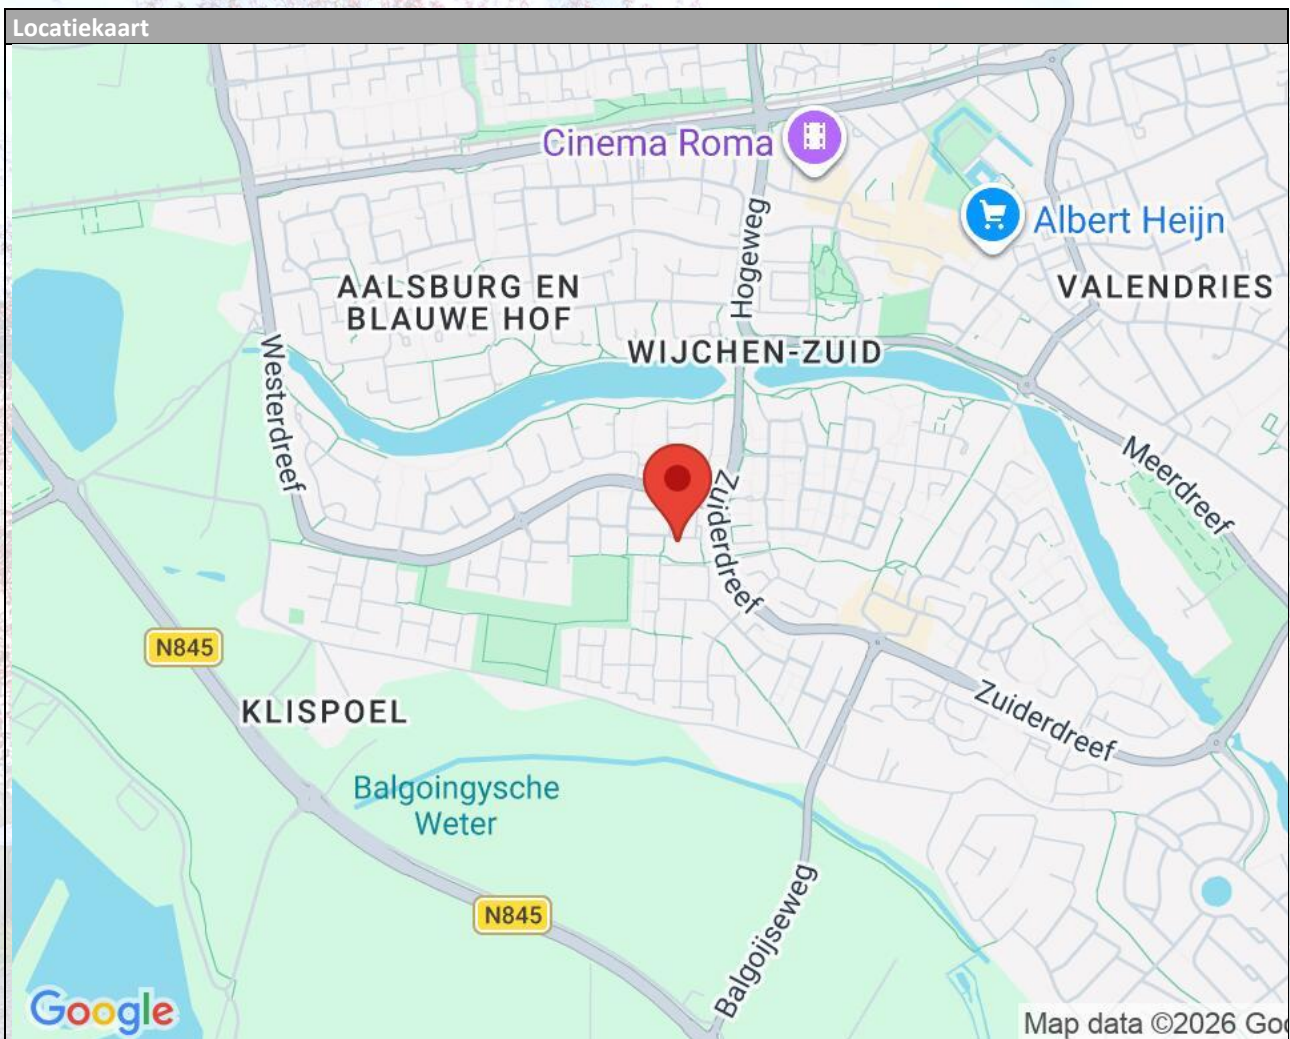 Locatiekaart
Cinema Roma
Albert Heijn
Hogeweg
AALSBURG EN
BLAUWE HOF
VALENDRIES
WIJCHEN-ZUID
Westerdreef
Meerdreef
Zuiderdreef
N845
Zuiderdreef
KLISPOEL
Balgoingysche
Weter
N845
Balgoijseweg
Google
Map data ©2026 Goo